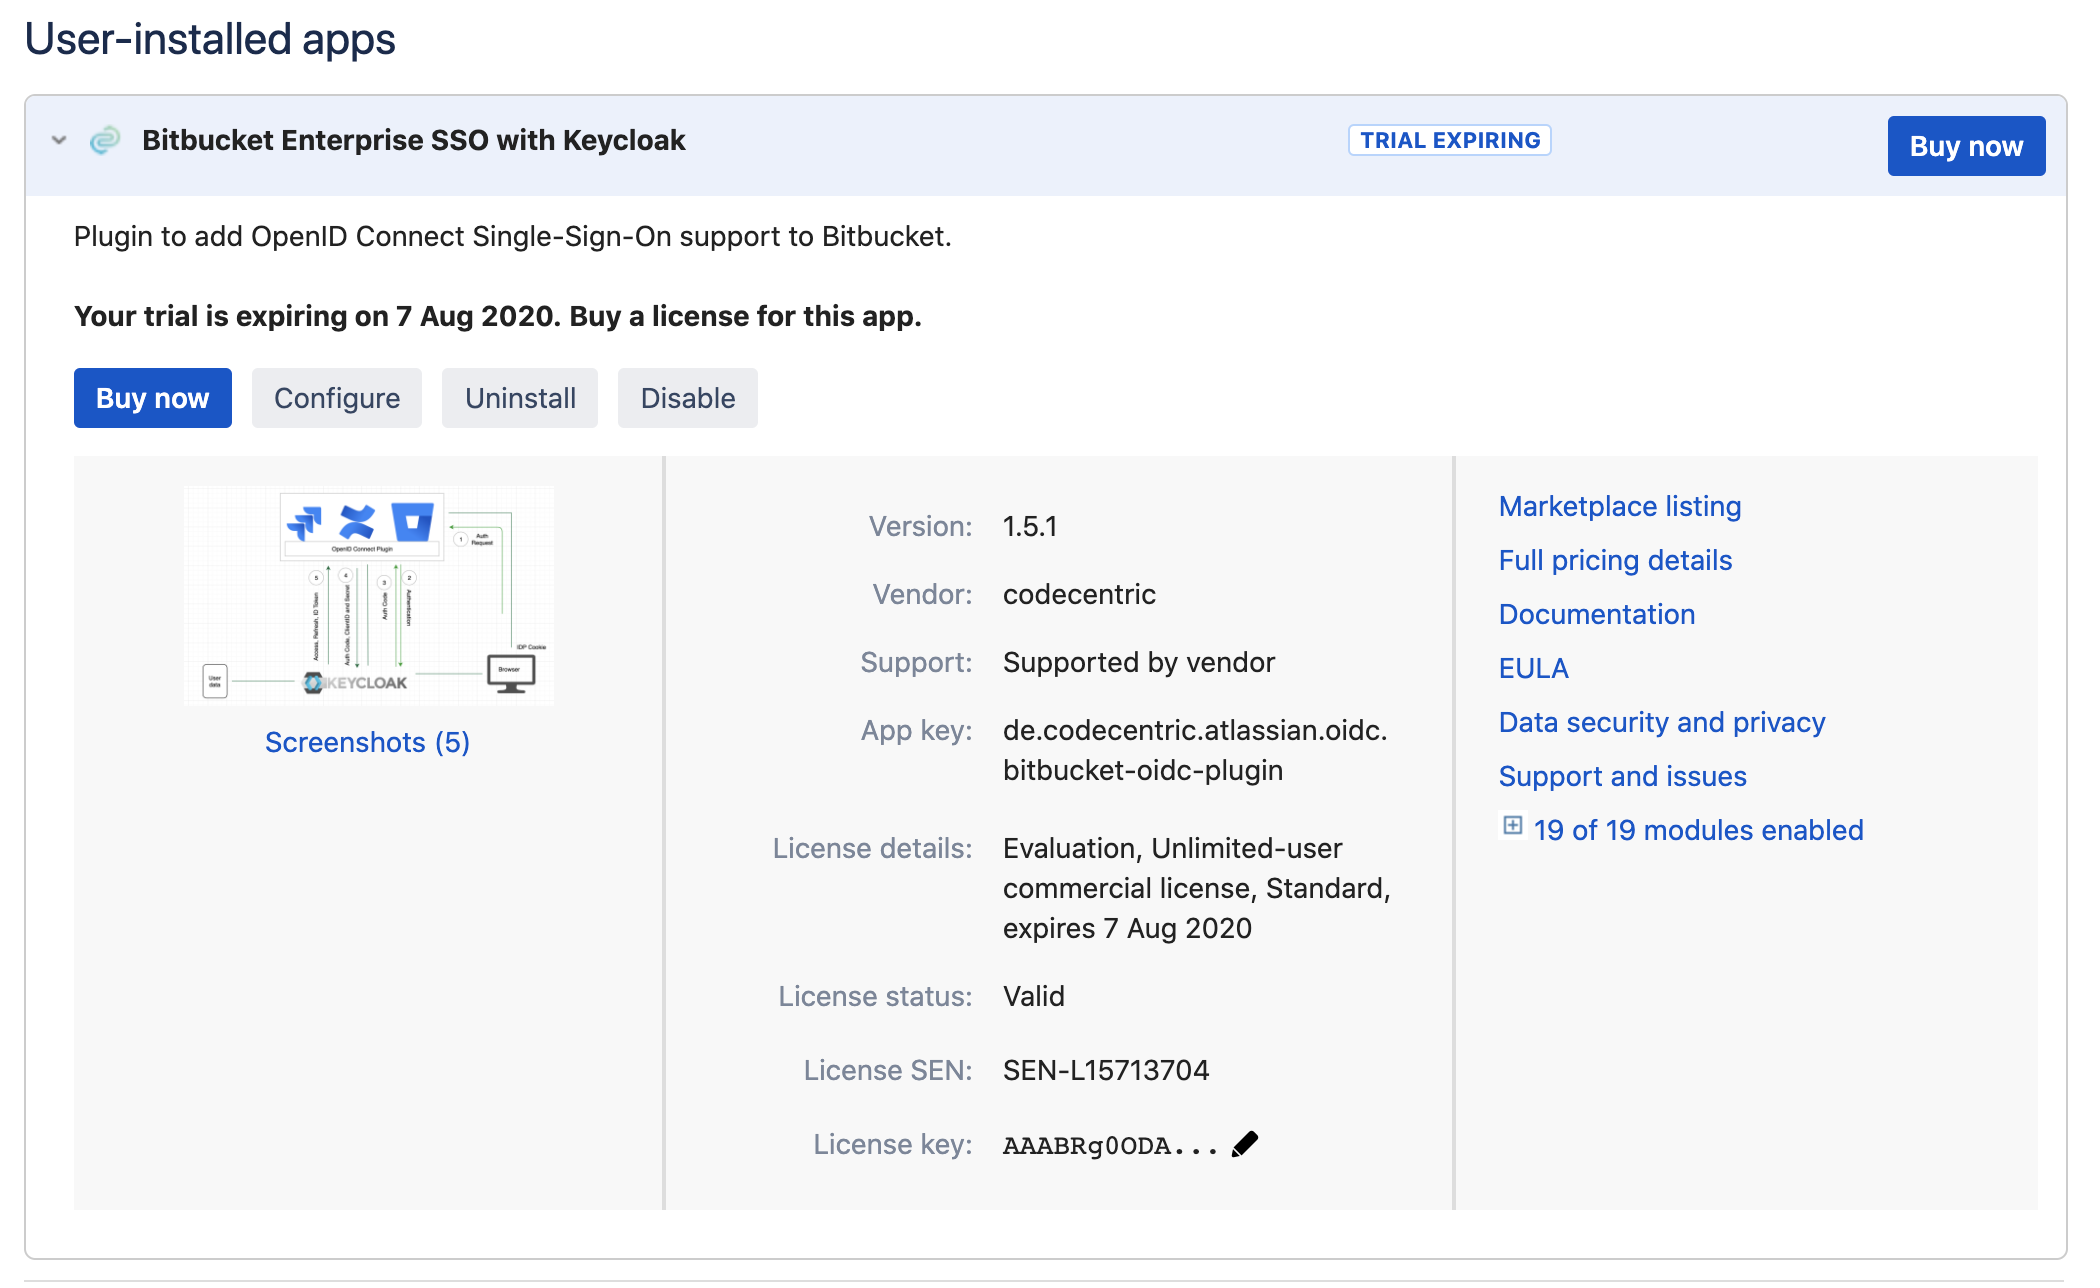 User-installed apps
Bitbucket Enterprise SSO with Keycloak
TRIAL EXPIRING
Buy now
Plugin to add OpenID Connect Single-Sign-On support to Bitbucket.
Your trial is expiring on 7 Aug 2020. Buy a license for this app.
Buy now
Configure
Uninstall
Disable
OpenID Connect Plugin
1
Auth
Request
5
4
3
2
Access, Refresh, ID Token
Auth Code, ClientID and Secret
Auth Code
Authentication
IDP Cookie
User
data
KEYCLOAK
Browser
Screenshots (5)
Version: 1.5.1
Vendor: codecentric
Support: Supported by vendor
App key: de.codecentric.atlassian.oidc.
bitbucket-oidc-plugin
License details: Evaluation, Unlimited-user
commercial license, Standard,
expires 7 Aug 2020
License status: Valid
License SEN: SEN-L15713704
License key: AAABRg0ODA...
Marketplace listing
Full pricing details
Documentation
EULA
Data security and privacy
Support and issues
19 of 19 modules enabled